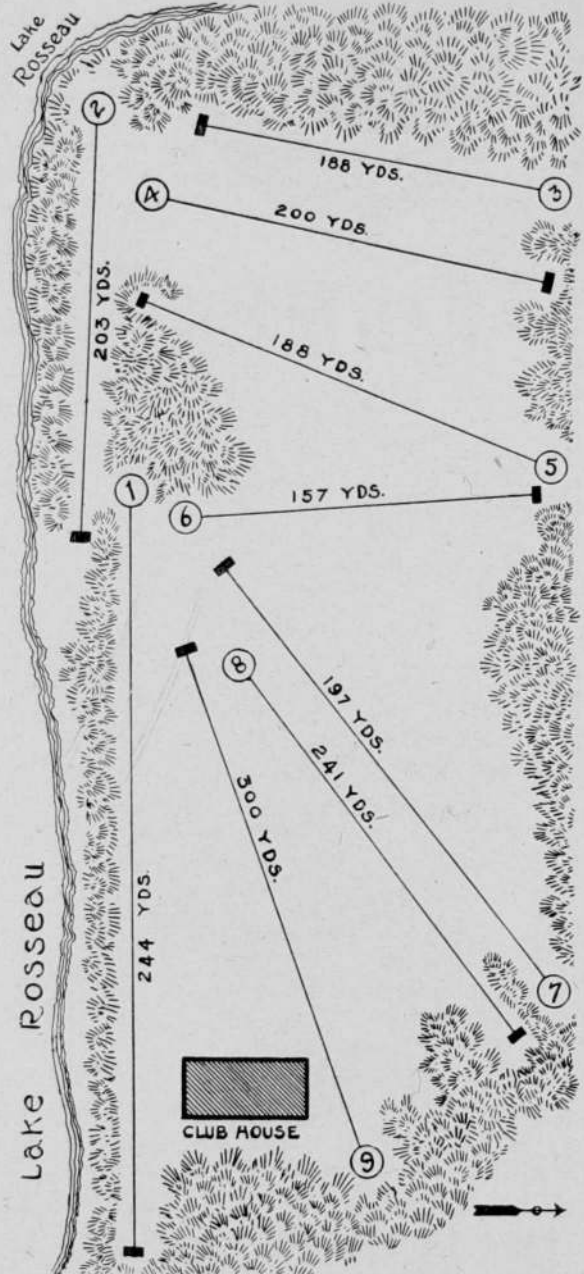 Lake
Rosseau
2
188 YDS.
3
4
200 YDS.
203 YDS.
188 YDS.
5
1
157 YDS.
6
8
197 YDS.
241 YDS.
300 YDS.
244 YDS.
Lake Rosseau
7
CLUB HOUSE
9